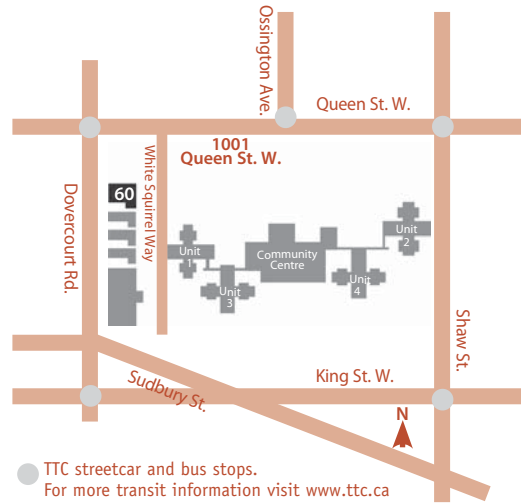 Ossington Ave.
Queen St. W.
1001
Queen St. W.
White Squirrel Way
60
Dovercourt Rd.
Unit
1
Community
Centre
Unit
2
Unit
3
Unit
4
Shaw St.
Sudbury St.
King St. W.
N
TTC streetcar and bus stops.
For more transit information visit www.ttc.ca